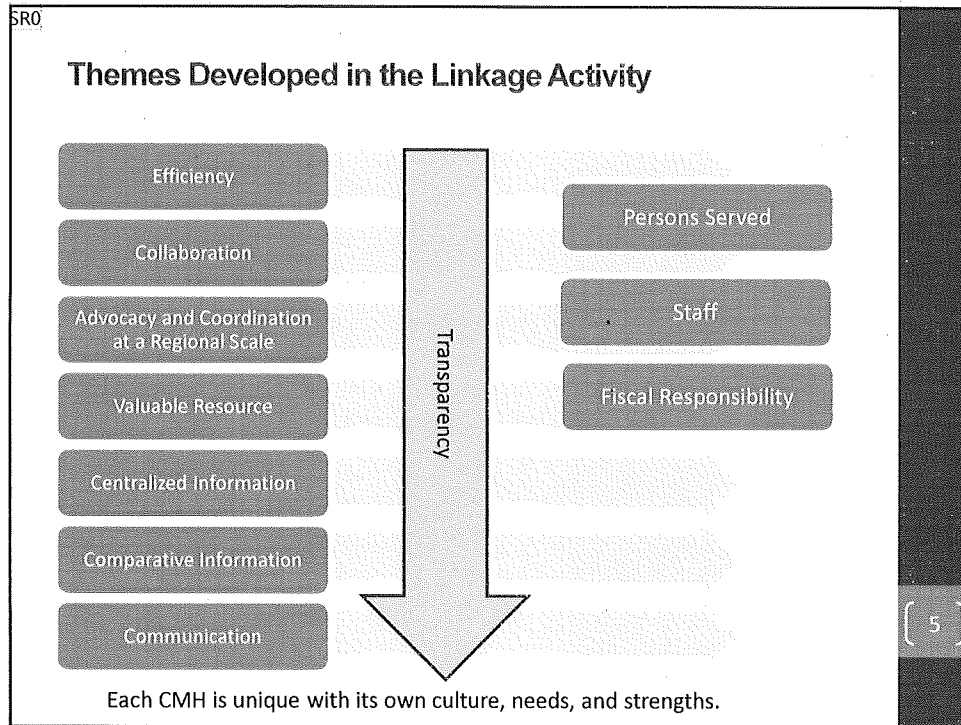 SR0
Themes Developed in the Linkage Activity
Efficiency
Collaboration
Advocacy and Coordination
at a Regional Scale
Valuable Resource
Centralized Information
Comparative Information
Communication
Transparency
Persons Served
Staff
Fiscal Responsibility
Each CMH is unique with its own culture, needs, and strengths.
5